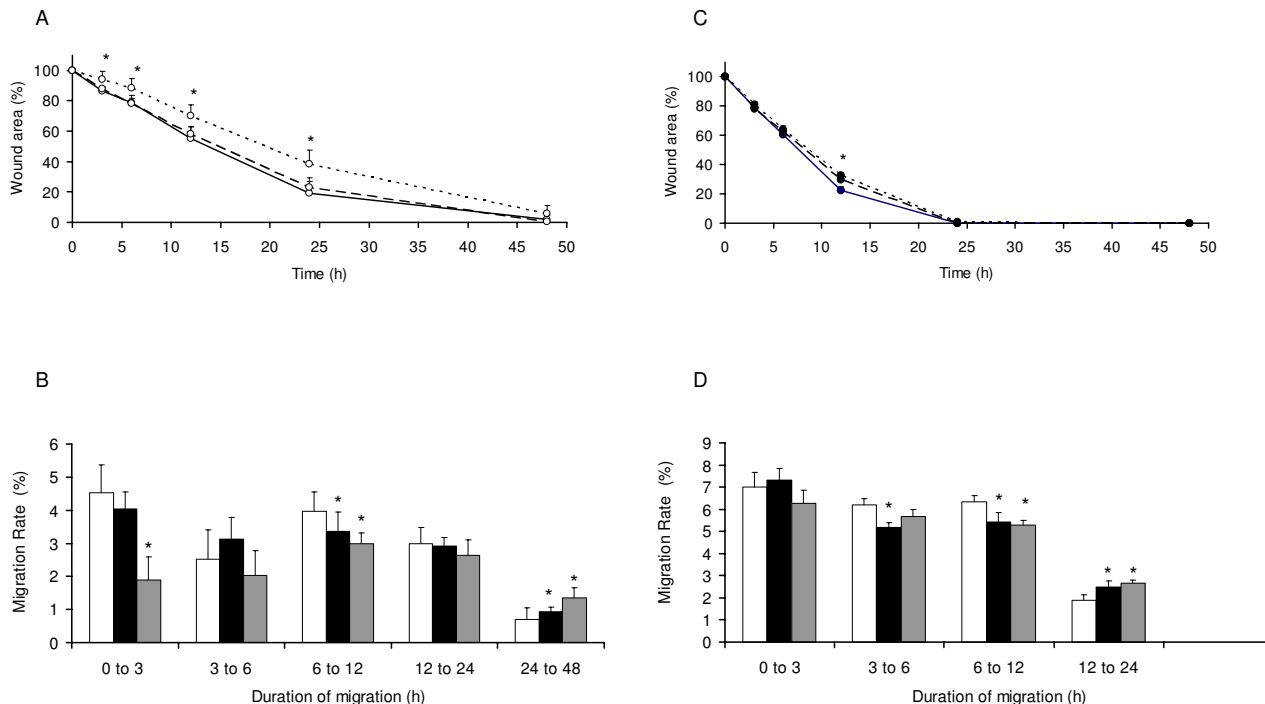 A
*
*
*
*
100
80
60
40
20
0
Wound area (%)
0 5 10 15 20 25 30 35 40 45 50
Time (h)
C
*
100
80
60
40
20
0
Wound area (%)
0 5 10 15 20 25 30 35 40 45 50
Time (h)
B
6
5
4
3
2
1
0
Migration Rate (%)
*
* *
* *
0 to 3 3 to 6 6 to 12 12 to 24 24 to 48
Duration of migration (h)
D
9
8
7
6
5
4
3
2
1
0
Migration Rate (%)
*
* *
* *
0 to 3 3 to 6 6 to 12 12 to 24
Duration of migration (h)